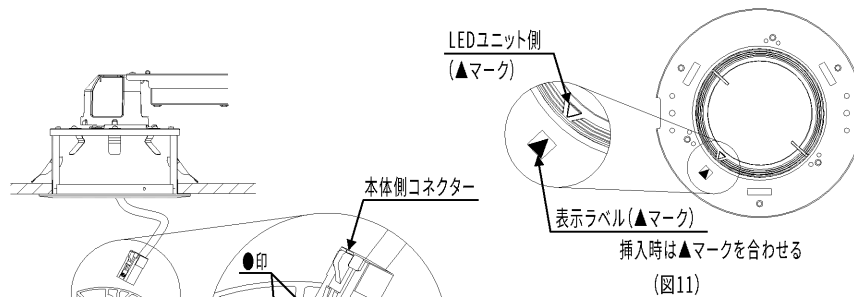 LEDユニット側
(▲マーク)
本体側コネクター
●印
表示ラベル(▲マーク)
挿入時は▲マークを合わせる
(図11)